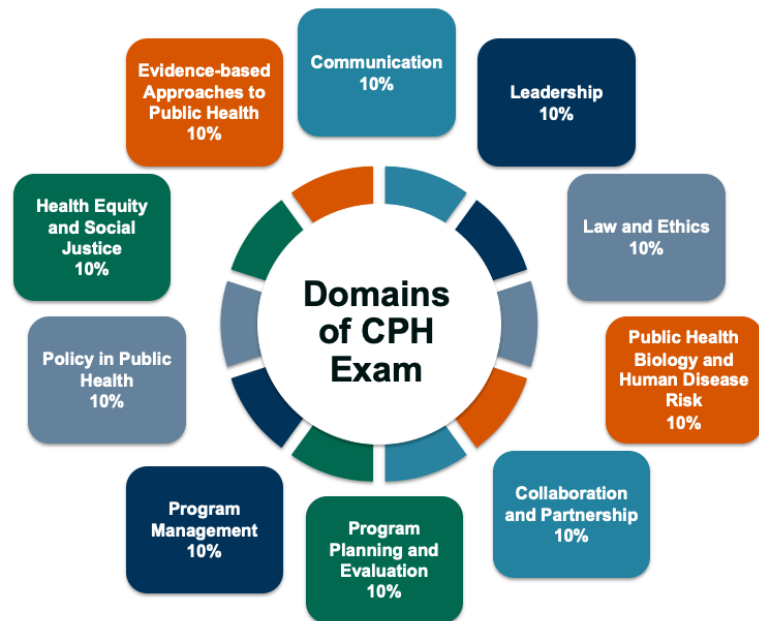 Communication
10%
Leadership
10%
Law and Ethics
10%
Public Health
Biology and
Human Disease
Risk
10%
Collaboration
and Partnership
10%
Program
Planning and
Evaluation
10%
Program
Management
10%
Policy in Public
Health
10%
Health Equity
and Social
Justice
10%
Evidence-based
Approaches to
Public Health
10%
Domains
of CPH
Exam